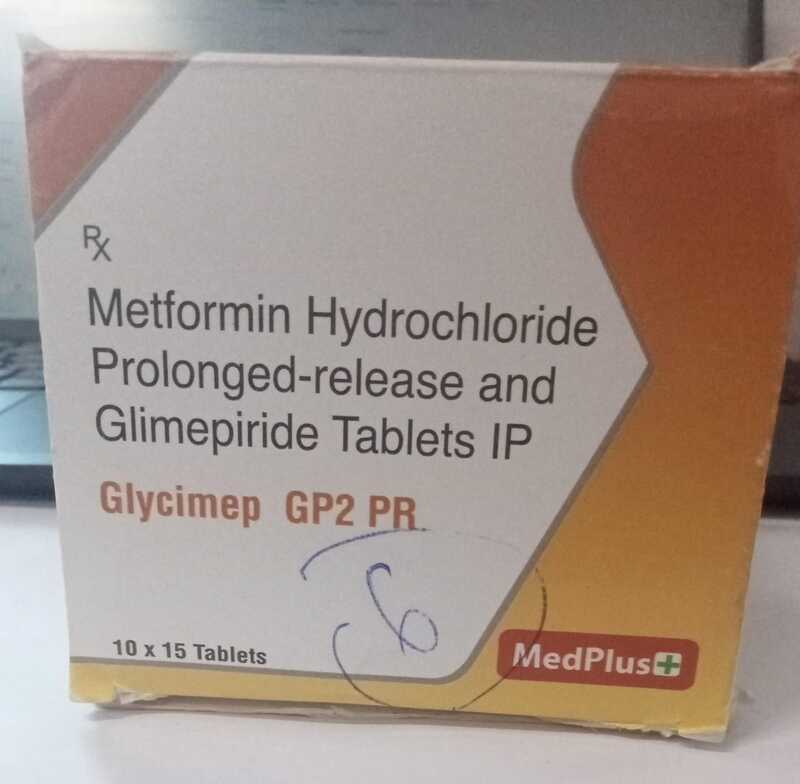 Rx
Metformin Hydrochloride
Prolonged-release and
Glimepiride Tablets IP
Glycimep GP2 PR
10 x 15 Tablets
MedPlus